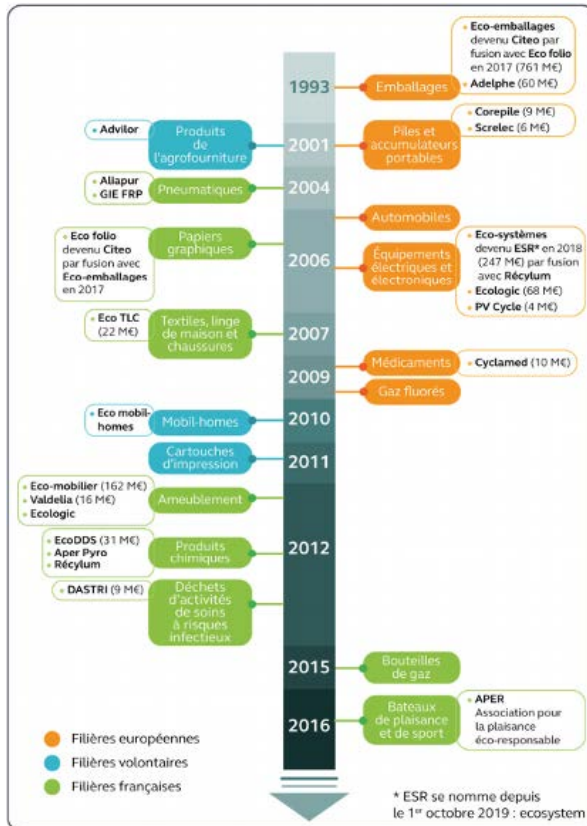 • Eco-emballages
devenu Citeo par
fusion avec Eco folio
en 2017 (761 M€)
• Adelphe (60 M€)
1993
Emballages
• Advilor
Produits
de
l'agrofourniture
2001
Piles et
accumulateurs
portables
• Corepile (9 M€)
• Screlec (6 M€)
• Aliapur
• GIE FRP
Pneumatiques
2004
Automobiles
• Eco folio
devenu Citeo
par fusion avec
Eco-emballages
en 2017
Papiers
graphiques
2006
Équipements
électriques et
électroniques
• Eco-systèmes
devenu ESR* en 2018
(247 M€) par fusion
avec Récylum
• Ecologic (68 M€)
• PV Cycle (4 M€)
• Eco TLC
(22 M€)
Textiles, linge
de maison et
chaussures
2007
2009
Médicaments
• Cyclamed (10 M€)
Gaz fluorés
• Eco mobil-
homes
Mobil-homes
2010
Cartouches
d'impression
2011
• Eco-mobilier (162 M€)
• Valdelia (16 M€)
• Ecologic
Ameublement
2012
• EcoDDS (31 M€)
• Aper Pyro
• Récylum
Produits
chimiques
• DASTRI (9 M€)
Déchets
d'activités
de soins
à risques
infectieux
2015
Bouteilles
de gaz
2016
Bateaux
de plaisance
et de sport
• APER
Association pour
la plaisance
éco-responsable
Filières européennes
Filières volontaires
Filières françaises
* ESR se nomme depuis
le 1er octobre 2019 : ecosystem